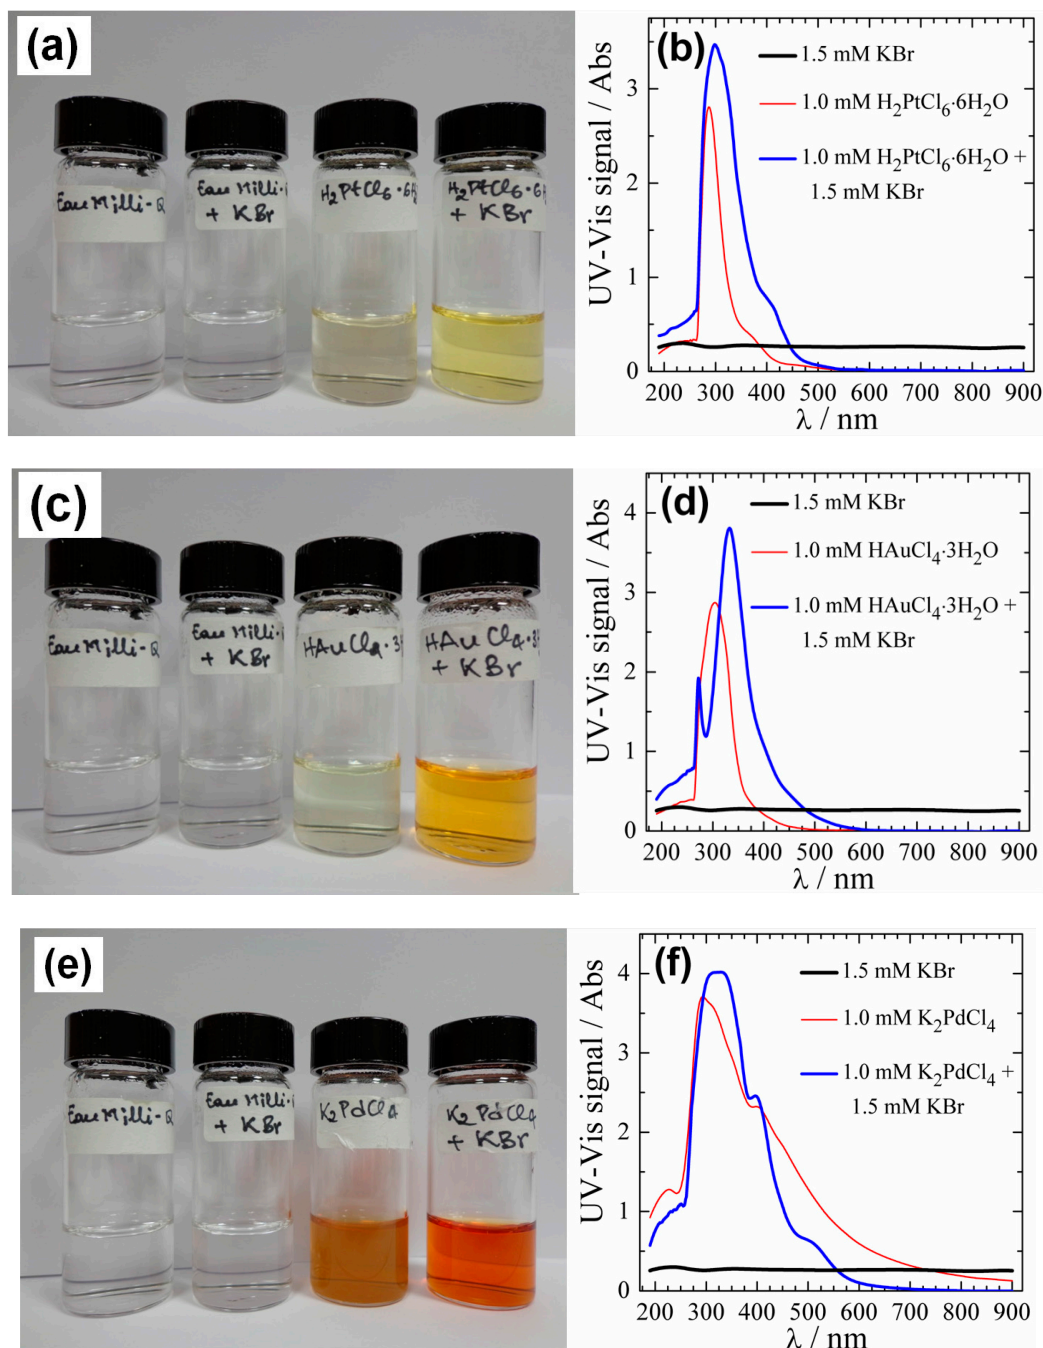 (a)
Eau Milli-Q
Eau Milli-
+ KBr
H₂PtCl₆·6H₂
H₂PtCl₆·6H
+ KBr
(b)
1.5 mM KBr
1.0 mM H₂PtCl₆·6H₂O
1.0 mM H₂PtCl₆·6H₂O +
1.5 mM KBr
UV-Vis signal / Abs
3
2
1
0
200 300 400 500 600 700 800 900
λ / nm
(c)
Eau Milli-Q
Eau Milli-
+ KBr
HAuCl₄·3
HAuCl₄·3H
+ KBr
(d)
1.5 mM KBr
1.0 mM HAuCl₄·3H₂O
1.0 mM HAuCl₄·3H₂O +
1.5 mM KBr
UV-Vis signal / Abs
4
3
2
1
0
200 300 400 500 600 700 800 900
λ / nm
(e)
Eau Milli-Q
Eau Milli-
+ KBr
K₂PdCl₄
K₂PdCl₄
+ KBr
(f)
1.5 mM KBr
1.0 mM K₂PdCl₄
1.0 mM K₂PdCl₄ +
1.5 mM KBr
UV-Vis signal / Abs
4
3
2
1
0
200 300 400 500 600 700 800 900
λ / nm